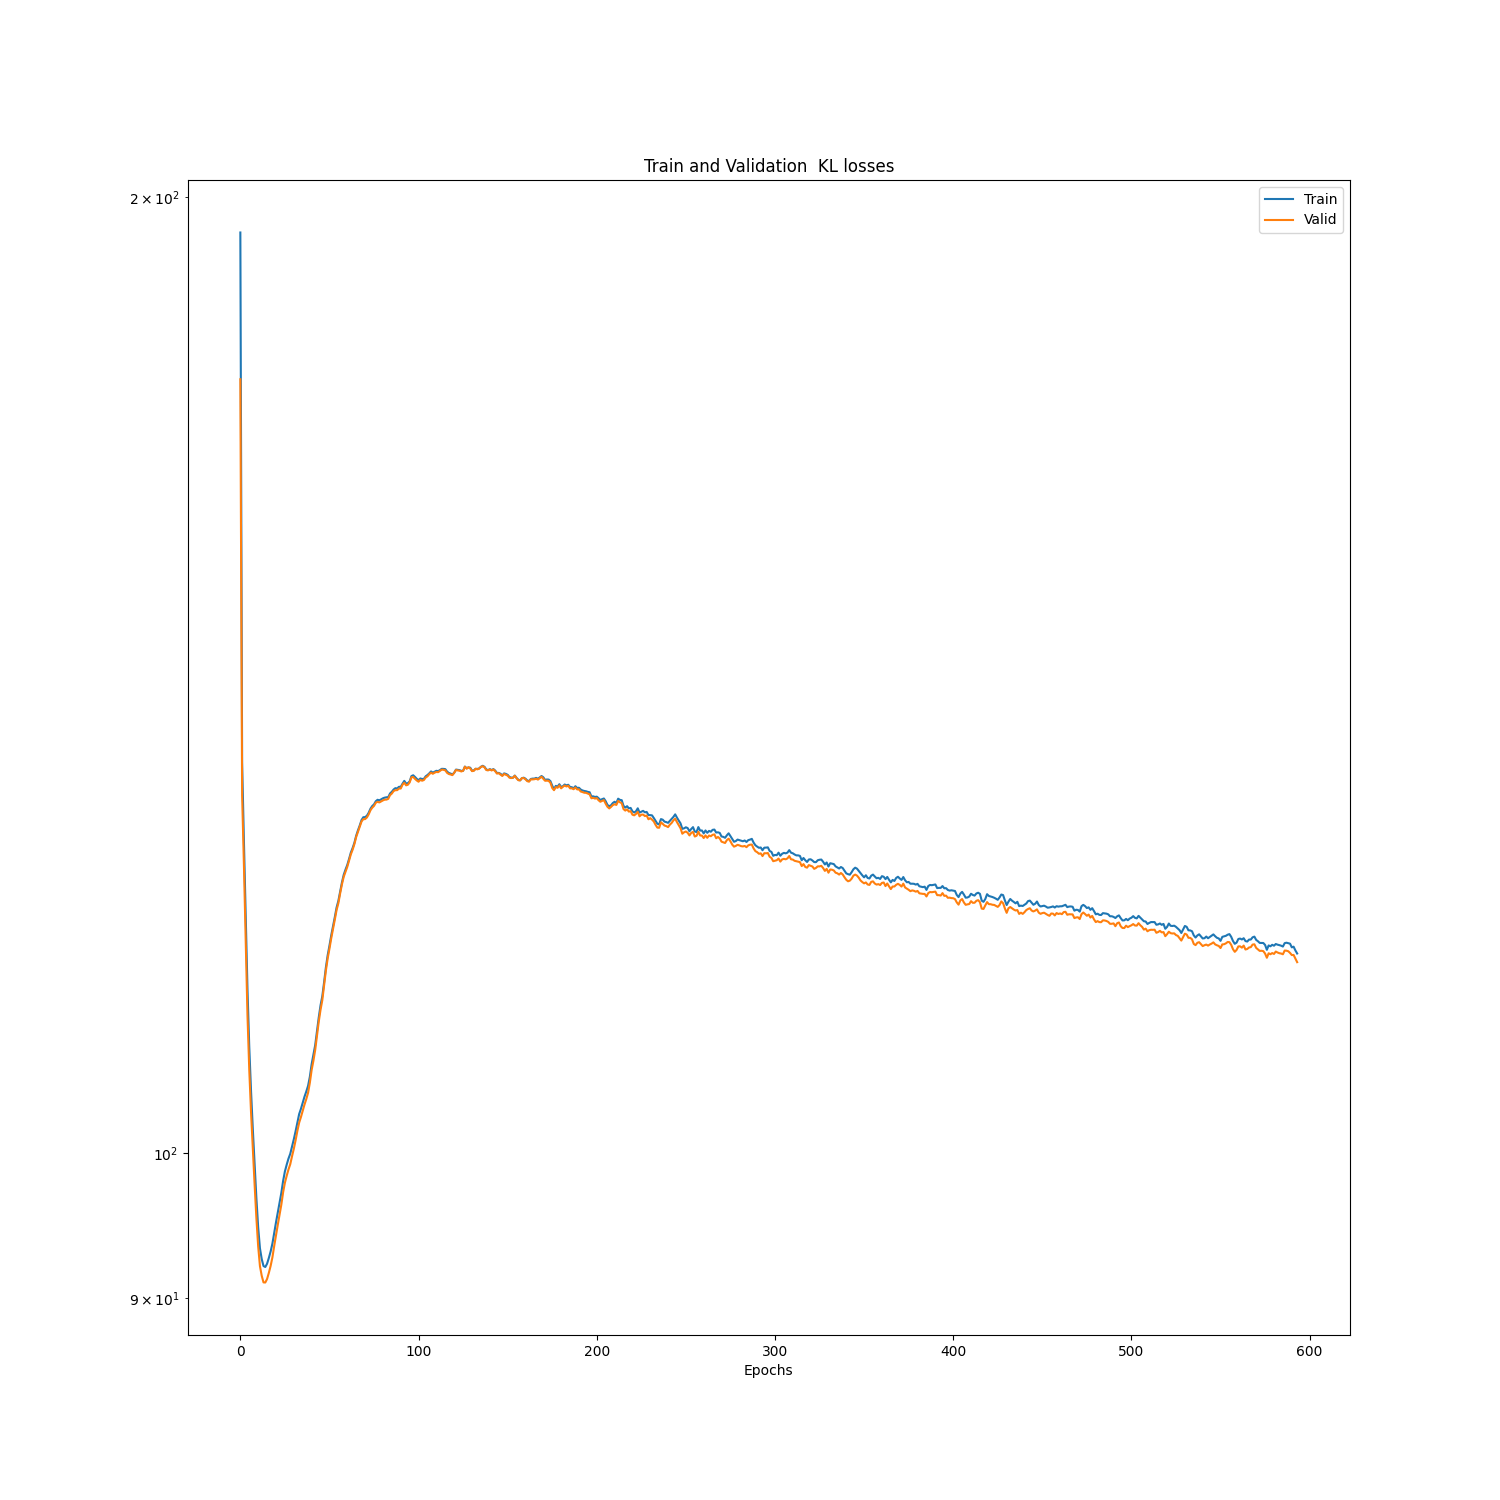 Train and Validation  KL losses
2 × 10²
10²
9 × 10¹
Train
Valid
0 100 200 300 400 500 600
Epochs